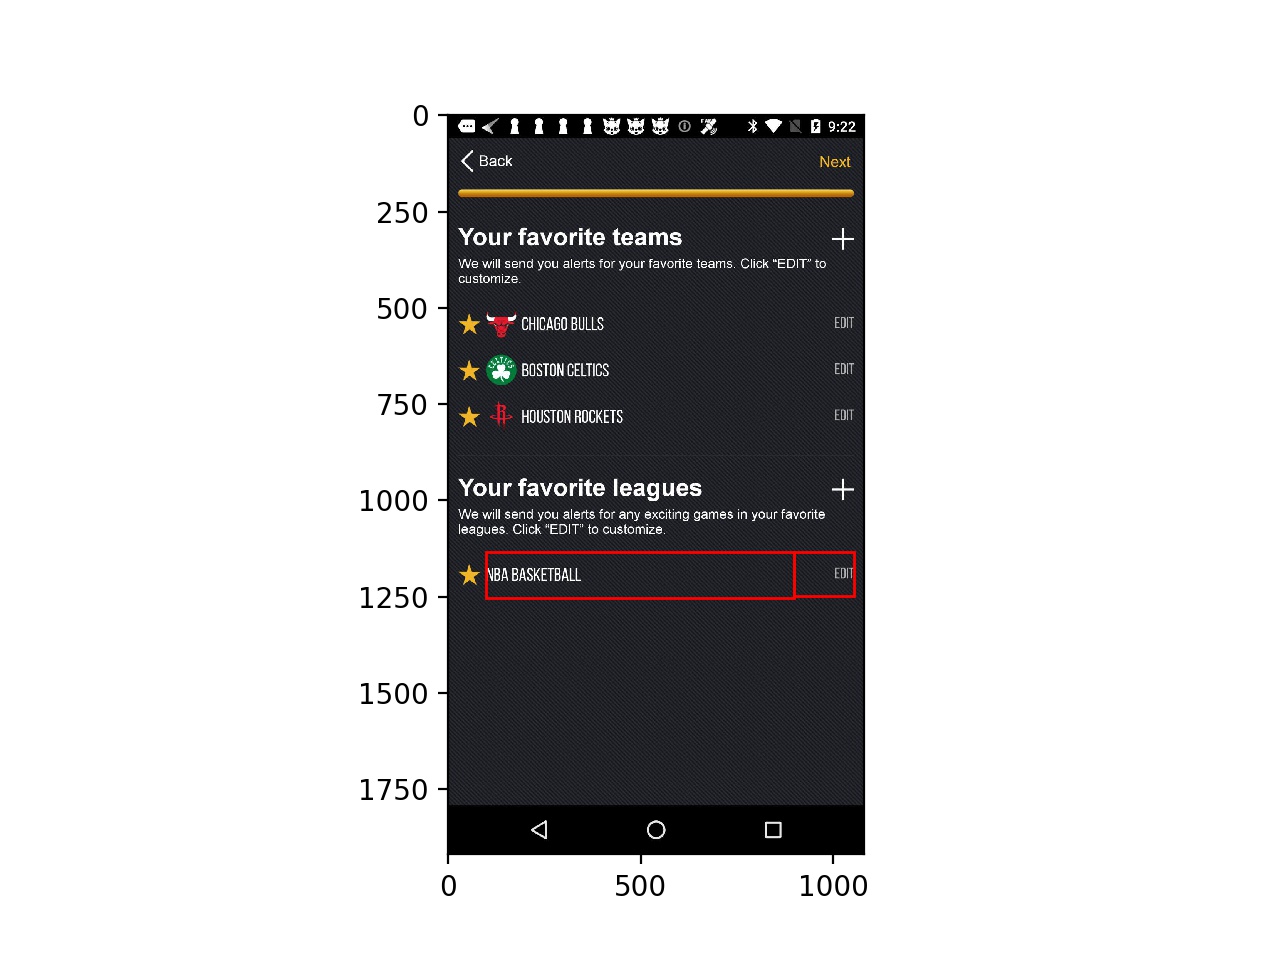 0
250
500
750
1000
1250
1500
1750
0 500 1000
9:22
Back Next
Your favorite teams
We will send you alerts for your favorite teams. Click “EDIT” to
customize.
CHICAGO BULLS EDIT
CELTICS
BOSTON CELTICS EDIT
R
HOUSTON ROCKETS EDIT
Your favorite leagues
We will send you alerts for any exciting games in your favorite
leagues. Click “EDIT” to customize.
NBA BASKETBALL EDIT